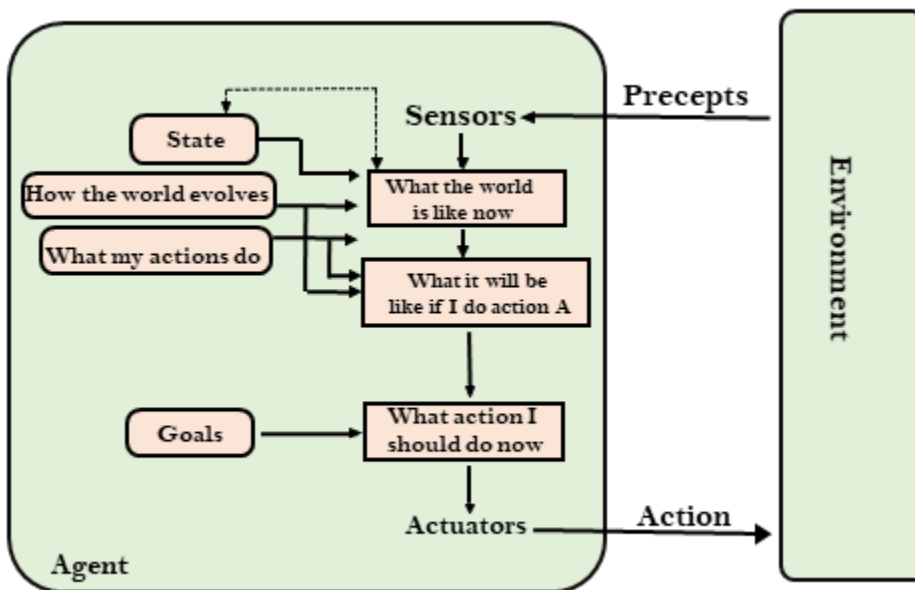 Precepts
Sensors
State
What the world
is like now
How the world evolves
What my actions do
What it will be
like if I do action A
Environment
What action I
should do now
Goals
Actuators
Action
Agent